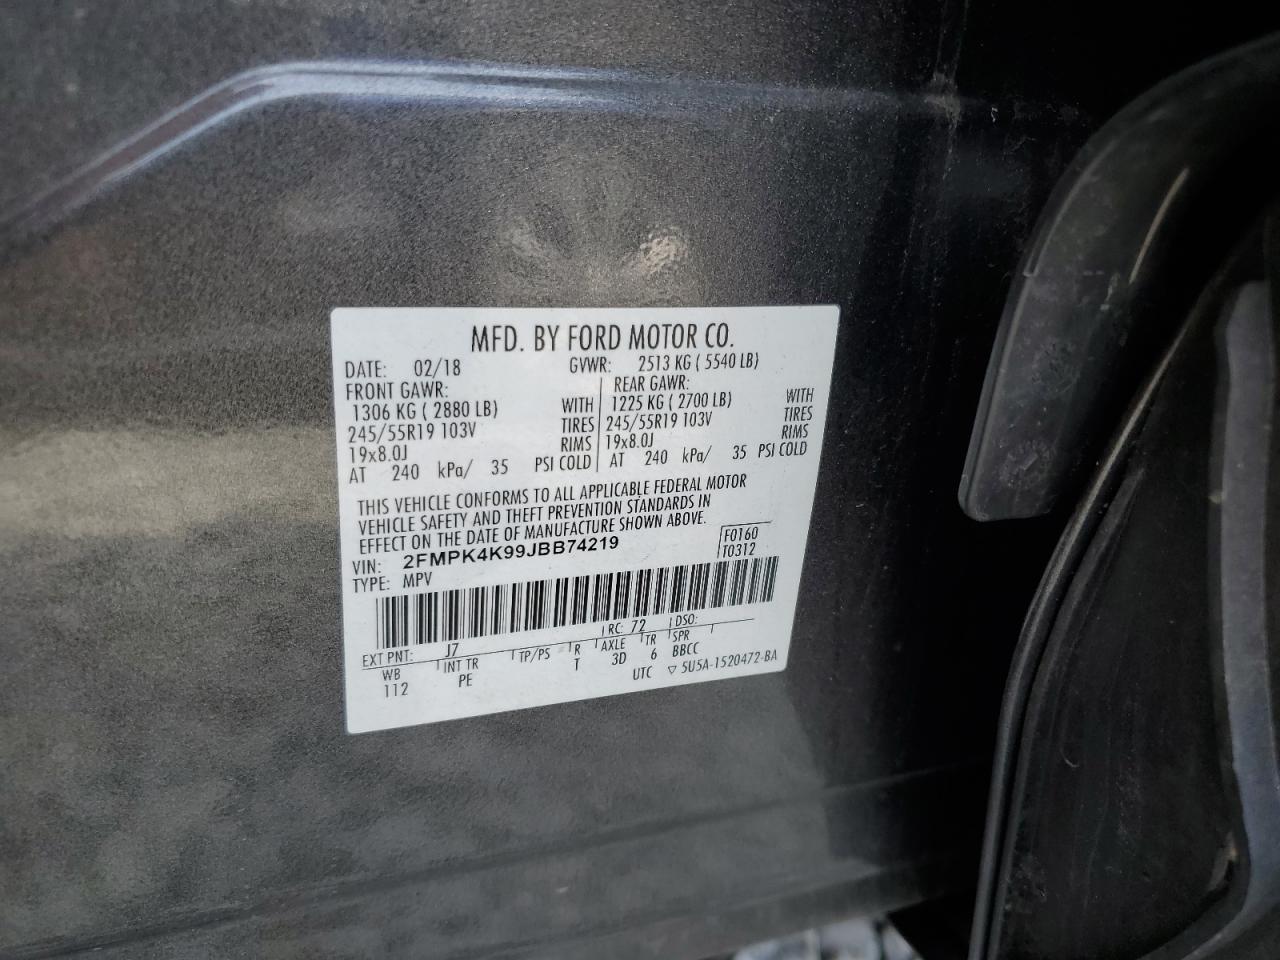 MFD. BY FORD MOTOR CO.
DATE: 02/18 GVWR: 2513 KG ( 5540 LB)
FRONT GAWR: REAR GAWR:
1306 KG ( 2880 LB) WITH 1225 KG ( 2700 LB) WITH
245/55R19 103V TIRES 245/55R19 103V TIRES
19x8.0J RIMS 19x8.0J RIMS
AT 240 kPa/ 35 PSI COLD AT 240 kPa/ 35 PSI COLD
THIS VEHICLE CONFORMS TO ALL APPLICABLE FEDERAL MOTOR
VEHICLE SAFETY AND THEFT PREVENTION STANDARDS IN
EFFECT ON THE DATE OF MANUFACTURE SHOWN ABOVE.
VIN: 2FMPK4K99JBB74219 F0160
TYPE: MPV T0312
EXT PNT: J7 RC: 72 DSO:
WB INT TR TP/PS R AXLE TR SPR
112 PE T 3D 6 BBCC
UTC ▽ 5U5A-1520472-BA